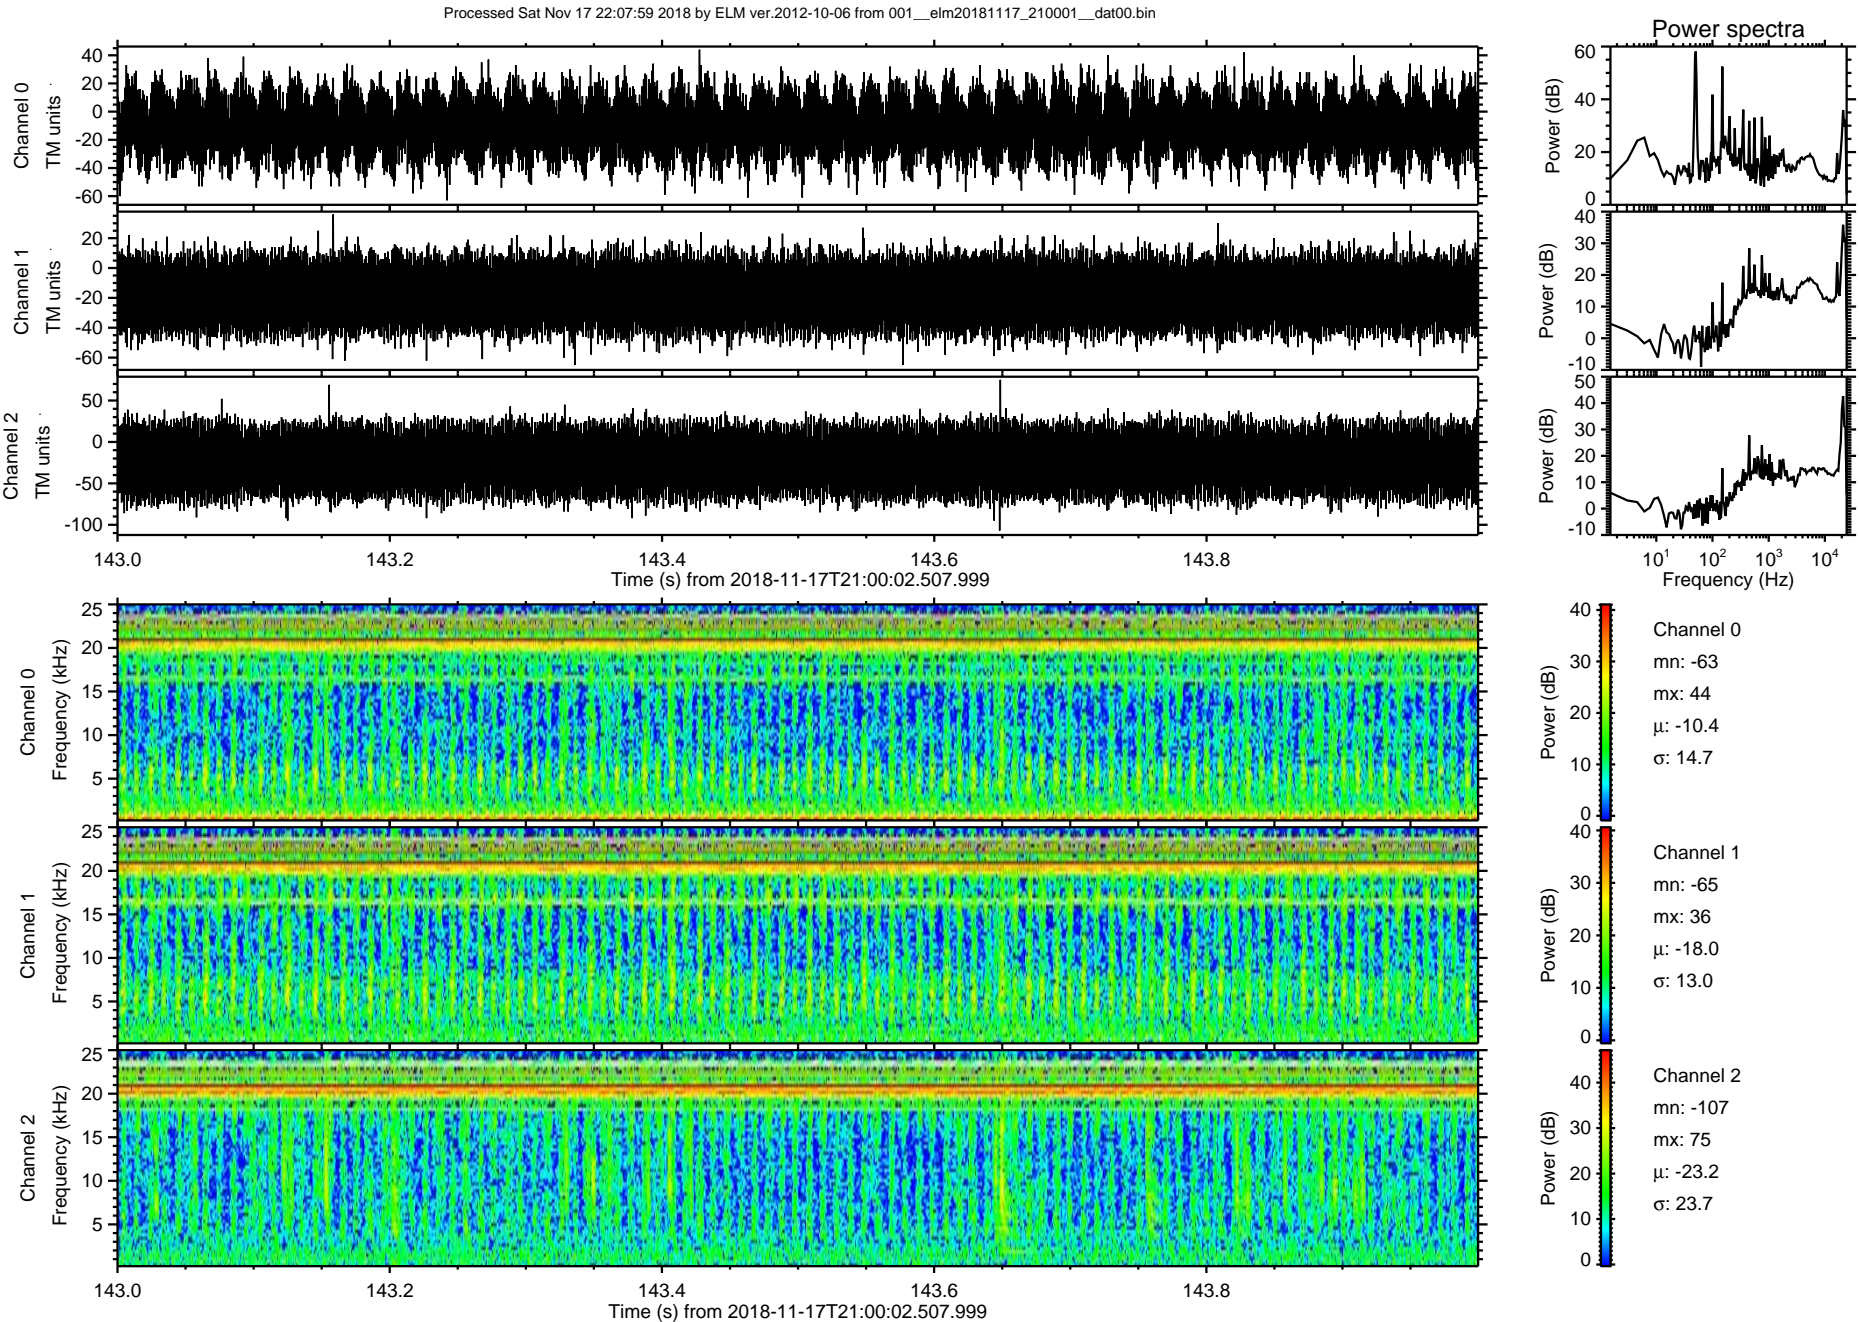 Processed Sat Nov 17 22:07:59 2018 by ELM ver.2012-10-06 from 001__elm20181117_210001__dat00.bin
Power spectra
Channel 0
TM units
40
20
0
-20
-40
-60
Power (dB)
60
40
20
0
Channel 1
TM units
20
0
-20
-40
-60
Power (dB)
40
30
20
10
0
-10
Channel 2
TM units
50
0
-50
-100
Power (dB)
50
40
30
20
10
0
-10
143.0 143.2 143.4 143.6 143.8
Time (s) from 2018-11-17T21:00:02.507.999
10^1 10^2 10^3 10^4
Frequency (Hz)
Channel 0
Frequency (kHz)
25
20
15
10
5
Power (dB)
40
30
20
10
0
Channel 0
mn: -63
mx: 44
μ: -10.4
σ: 14.7
Channel 1
Frequency (kHz)
25
20
15
10
5
Power (dB)
40
30
20
10
0
Channel 1
mn: -65
mx: 36
μ: -18.0
σ: 13.0
Channel 2
Frequency (kHz)
25
20
15
10
5
Power (dB)
40
30
20
10
0
Channel 2
mn: -107
mx: 75
μ: -23.2
σ: 23.7
143.0 143.2 143.4 143.6 143.8
Time (s) from 2018-11-17T21:00:02.507.999